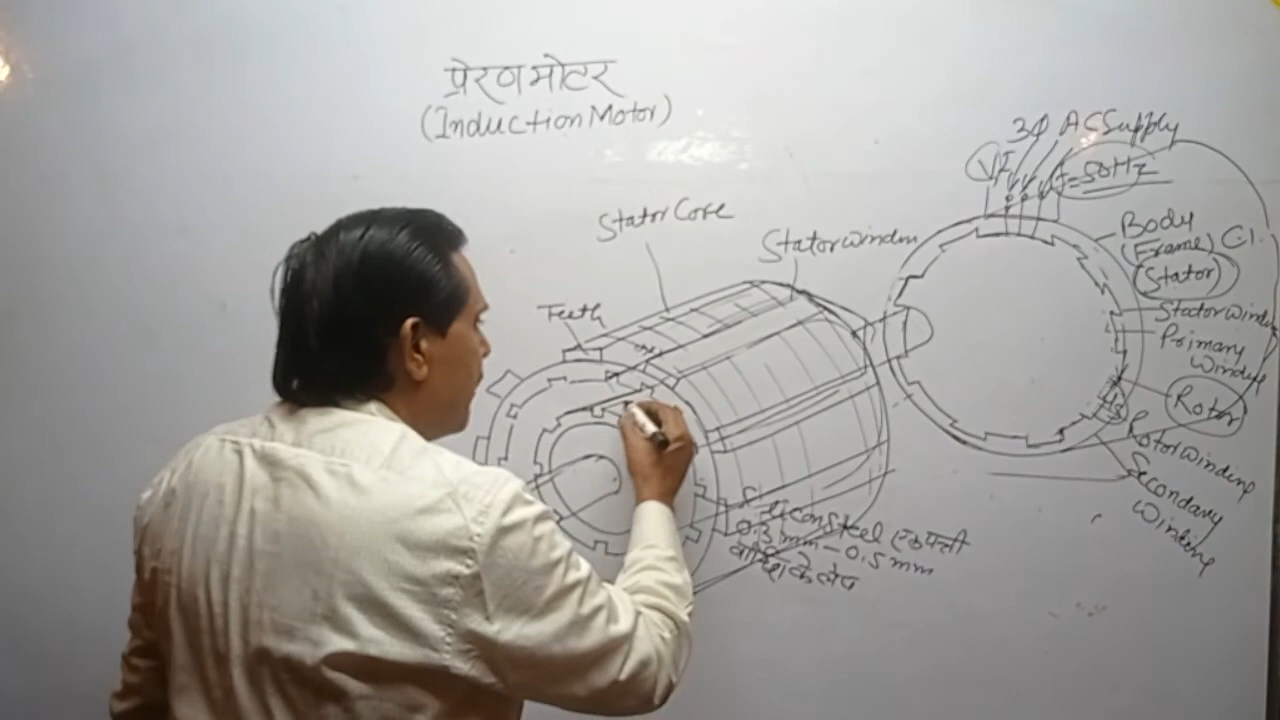 प्रेरण मोटर
(Induction Motor)
3Φ AC Supply
V, I
f=50Hz
Stator Core
Stator windin
Teeth
Body
(Frame) C.I.
(Stator)
Stator windin
Primary
Winding
Rotor
Rotor winding
Secondary
Winding
Silicon steel
0.3mm-0.5mm
वार्निश के लेप